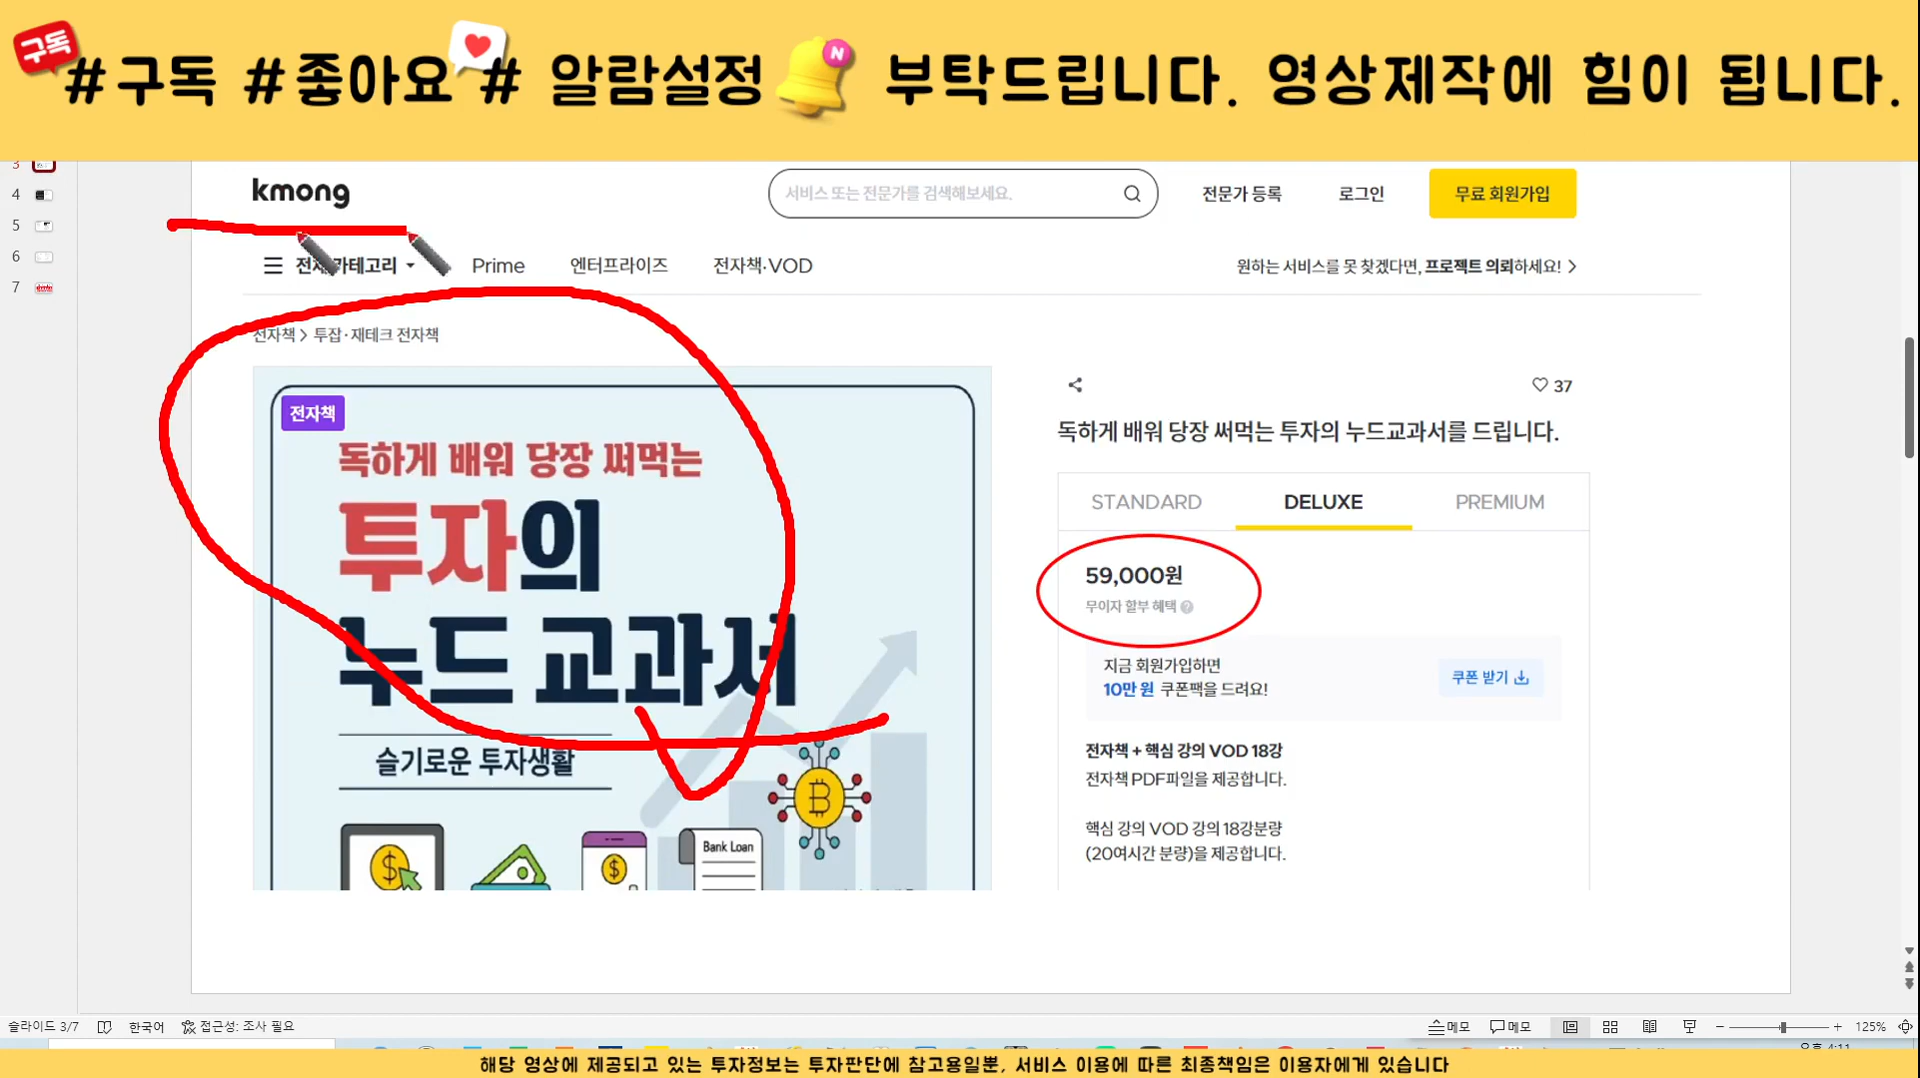 구독
#구독 #좋아요 # 알람설정 부탁드립니다. 영상제작에 힘이 됩니다.
N
3
4
5
6
7
kmong
서비스 또는 전문가를 검색해보세요.
전문가 등록
로그인
무료 회원가입
전체 카테고리
Prime
엔터프라이즈
전자책·VOD
원하는 서비스를 못 찾겠다면, 프로젝트 의뢰하세요!
전자책 > 투잡·재테크 전자책
전자책
독하게 배워 당장 써먹는
투자의
누드 교과서
슬기로운 투자생활
Bank Loan
37
독하게 배워 당장 써먹는 투자의 누드교과서를 드립니다.
STANDARD
DELUXE
PREMIUM
59,000원
무이자 할부 혜택
지금 회원가입하면
10만 원 쿠폰팩을 드려요!
쿠폰 받기
전자책 + 핵심 강의 VOD 18강
전자책 PDF파일을 제공합니다.
핵심 강의 VOD 강의 18강분량
(20여시간 분량)을 제공합니다.
슬라이드 3/7
한국어
접근성: 조사 필요
메모
메모
125%
해당 영상에 제공되고 있는 투자정보는 투자판단에 참고용일뿐, 서비스 이용에 따른 최종책임은 이용자에게 있습니다